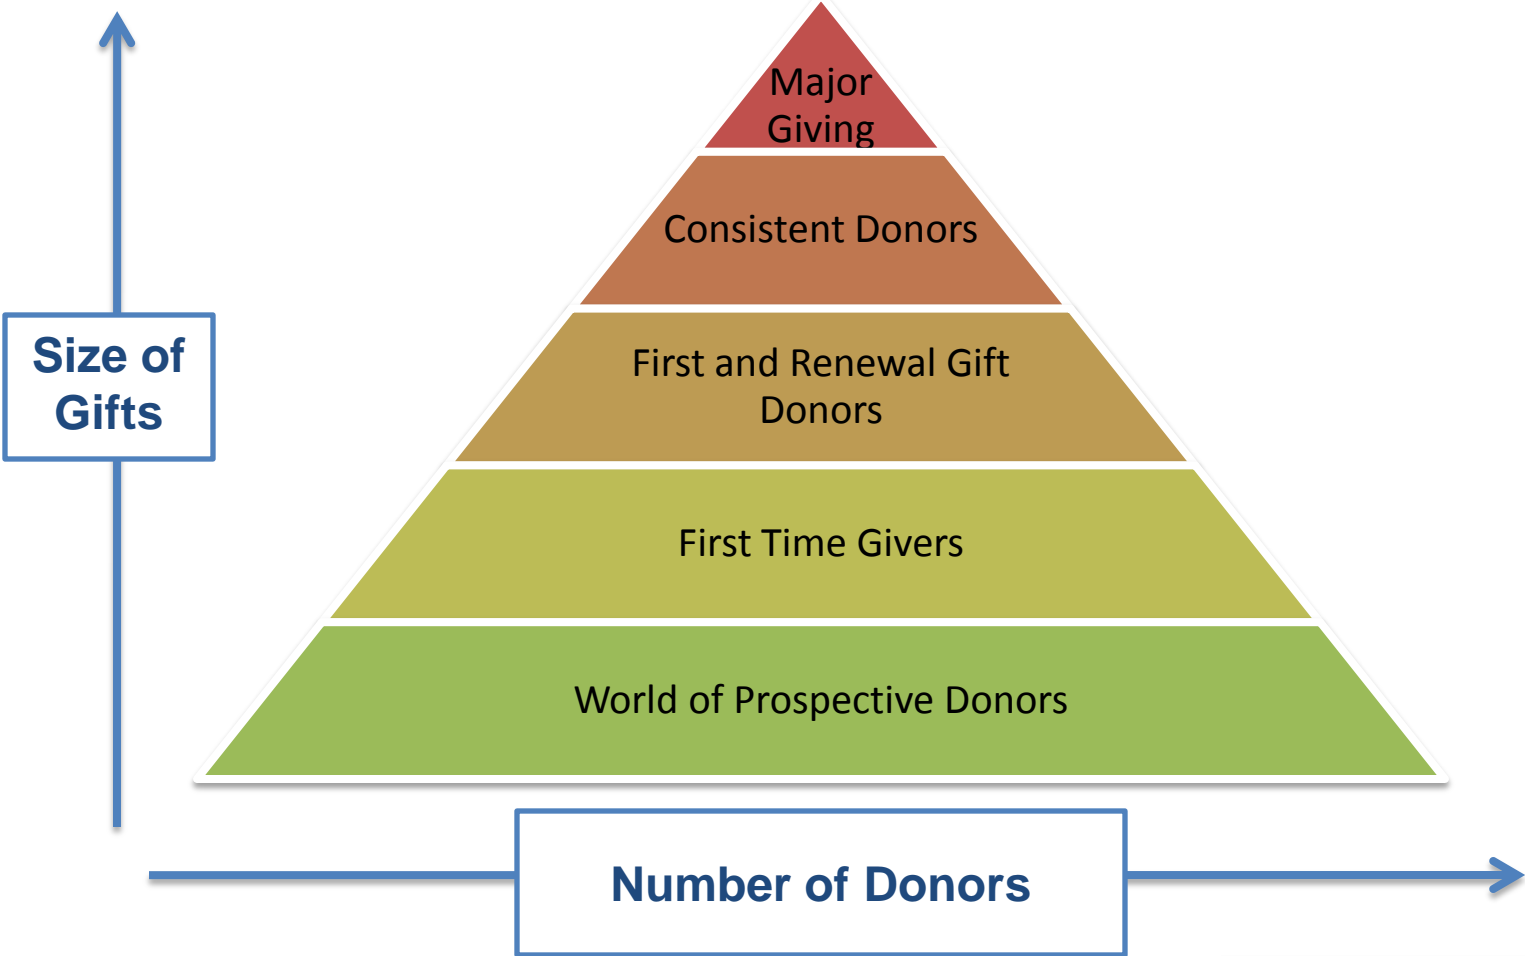 Major
Giving
Consistent Donors
Size of
Gifts
First and Renewal Gift
Donors
First Time Givers
World of Prospective Donors
Number of Donors